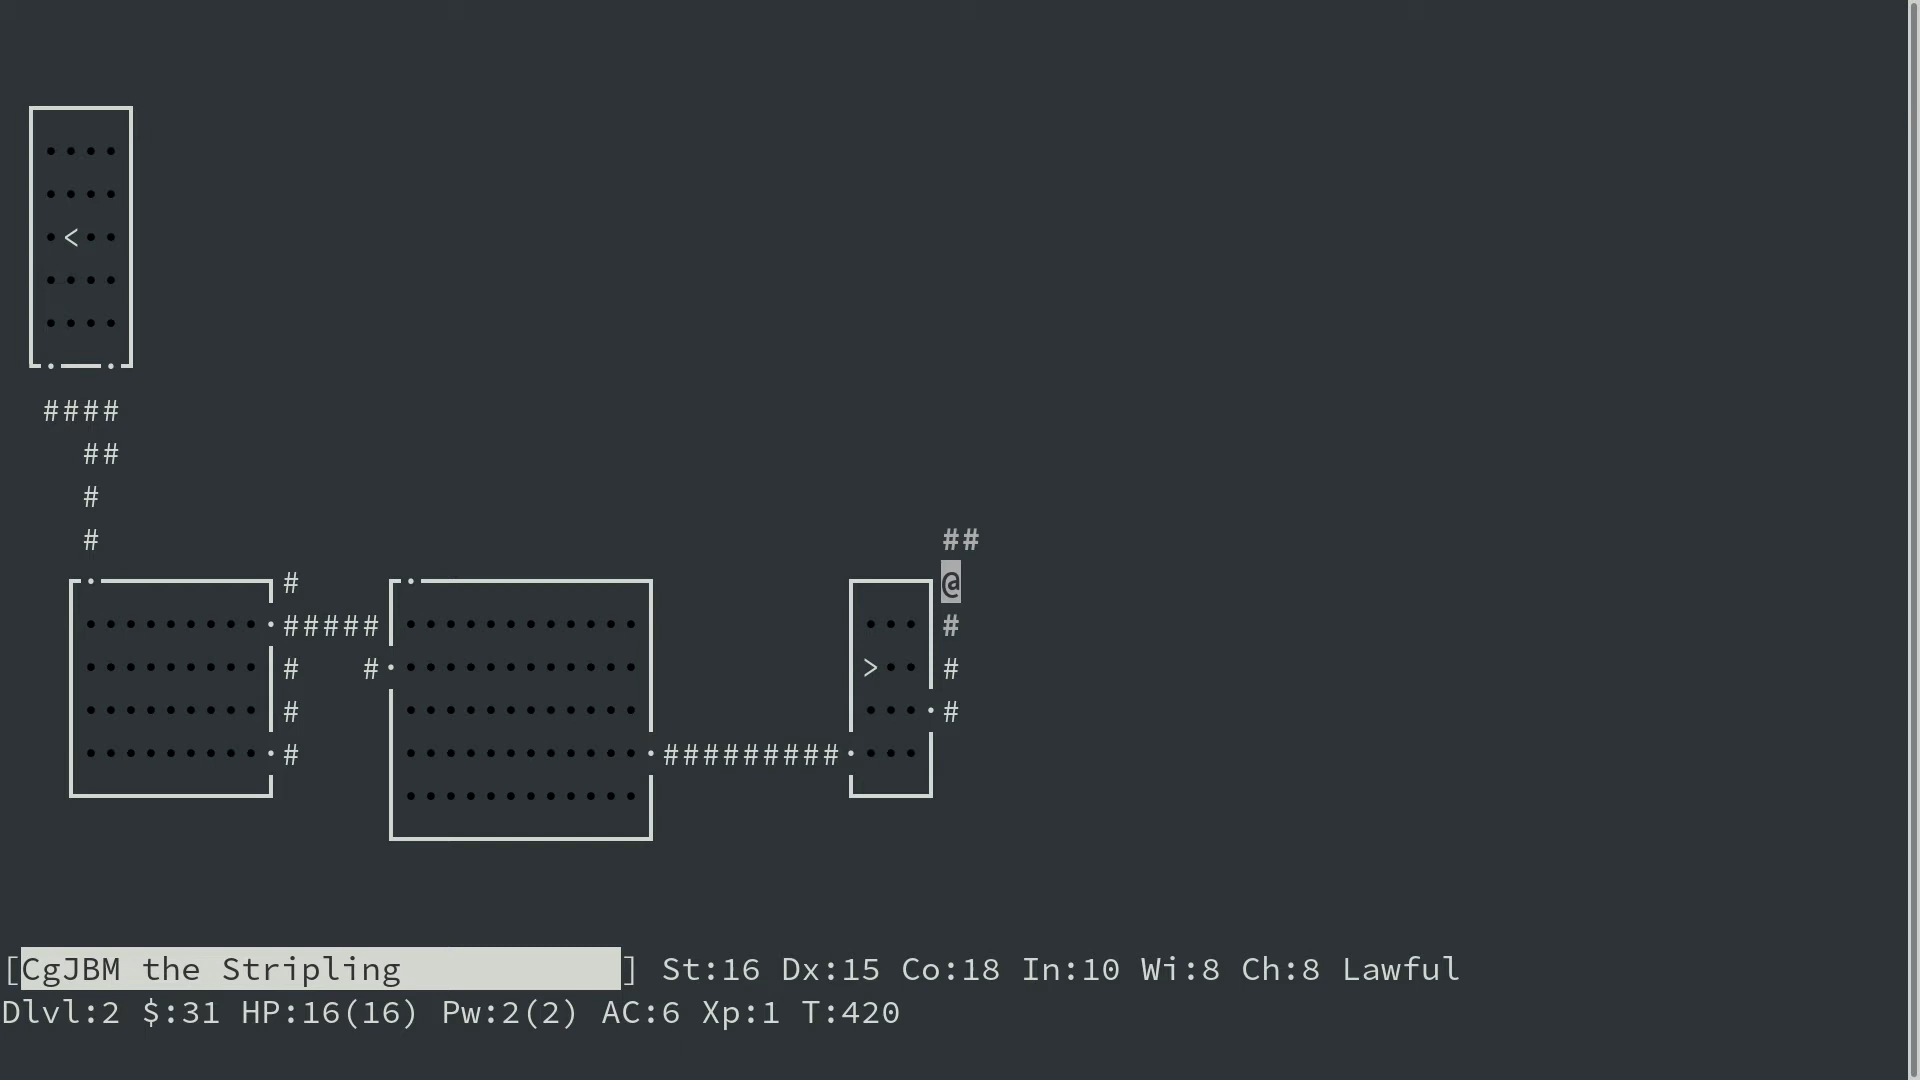 ....
....
.<..
....
....
. .
####
##
#
#
. # . ##
@
.........·##### ............ ... #
......... # #·............ >.. #
......... # ............ ...·#
.........·# ............·#########·...
............
[CgJBM the Stripling ] St:16 Dx:15 Co:18 In:10 Wi:8 Ch:8 Lawful
Dlvl:2 $:31 HP:16(16) Pw:2(2) AC:6 Xp:1 T:420